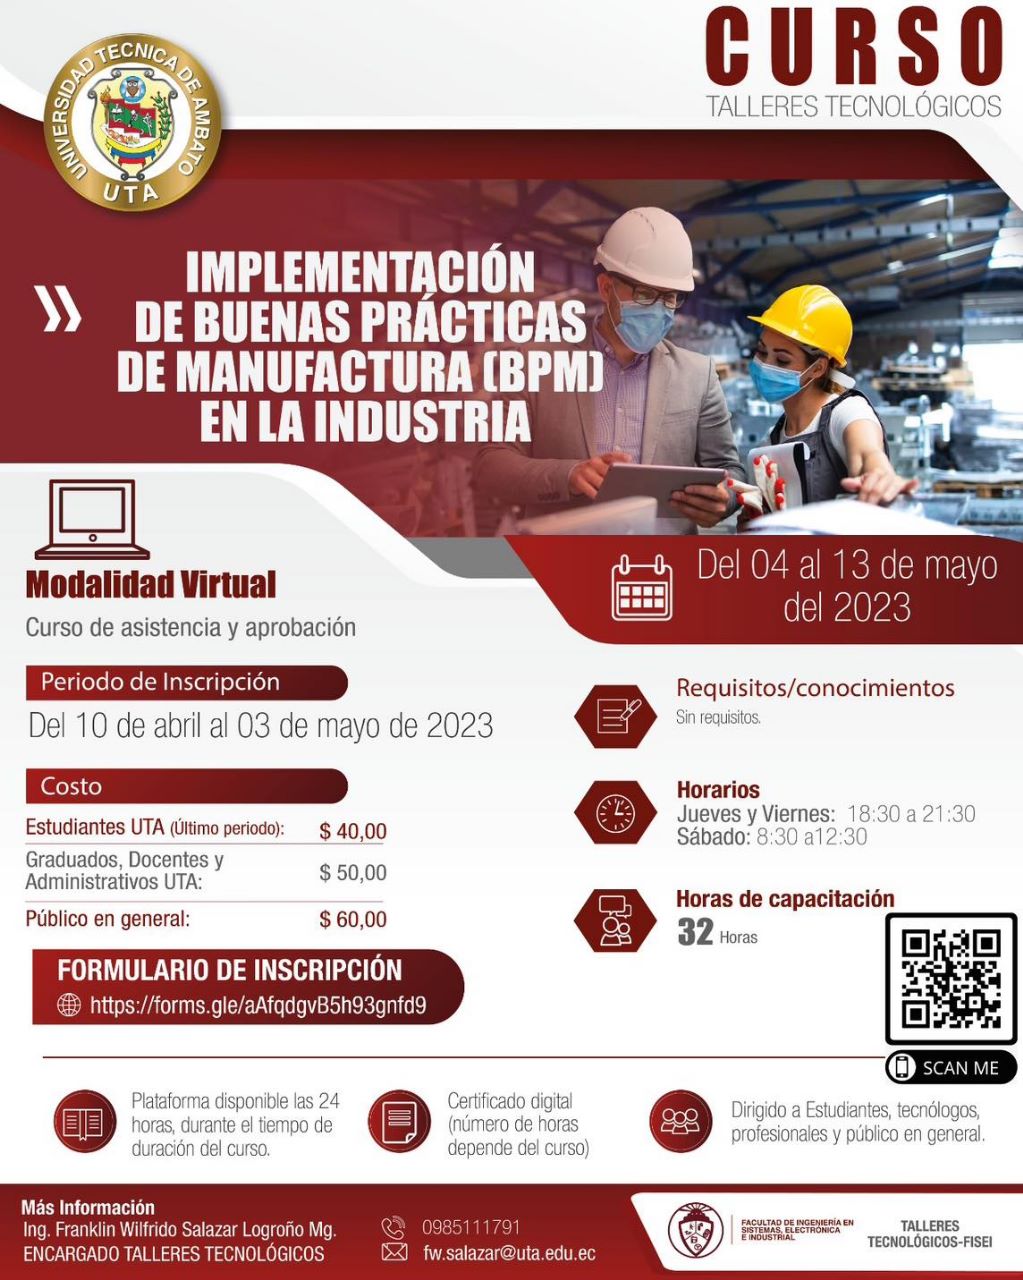 UNIVERSIDAD TECNICA DE AMBATO
UTA
CURSO
TALLERES TECNOLÓGICOS
IMPLEMENTACIÓN
DE BUENAS PRÁCTICAS
DE MANUFACTURA (BPM)
EN LA INDUSTRIA
Del 04 al 13 de mayo
del 2023
Modalidad Virtual
Curso de asistencia y aprobación
Periodo de Inscripción
Del 10 de abril al 03 de mayo de 2023
Costo
Estudiantes UTA (Último periodo): $ 40,00
Graduados, Docentes y
Administrativos UTA: $ 50,00
Público en general: $ 60,00
FORMULARIO DE INSCRIPCIÓN
https://forms.gle/aAfqdgvB5h93gnfd9
Requisitos/conocimientos
Sin requisitos.
Horarios
Jueves y Viernes: 18:30 a 21:30
Sábado: 8:30 a12:30
Horas de capacitación
32 Horas
SCAN ME
Plataforma disponible las 24
horas, durante el tiempo de
duración del curso.
Certificado digital
(número de horas
depende del curso)
Dirigido a Estudiantes, tecnólogos,
profesionales y público en general.
Más Información
Ing. Franklin Wilfrido Salazar Logroño Mg.
ENCARGADO TALLERES TECNOLÓGICOS
0985111791
fw.salazar@uta.edu.ec
FACULTAD DE INGENIERÍA EN
SISTEMAS, ELECTRÓNICA
E INDUSTRIAL
TALLERES
TECNOLÓGICOS-FISEI